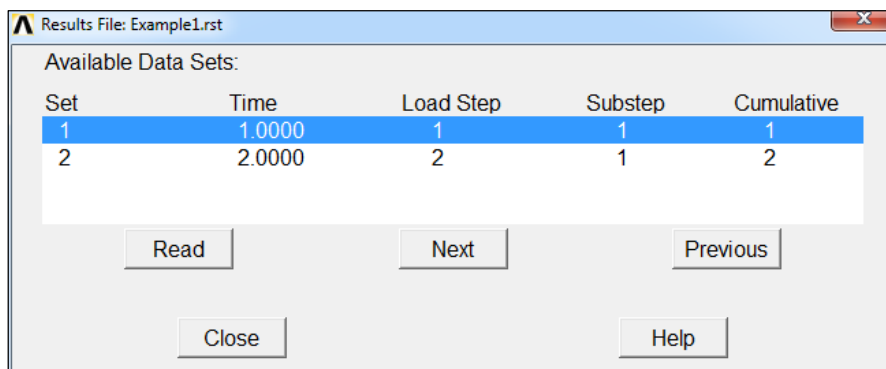 Results File: Example1.rst
Available Data Sets:
Set Time Load Step Substep Cumulative
1 1.0000 1 1 1
2 2.0000 2 1 2
Read Next Previous
Close Help